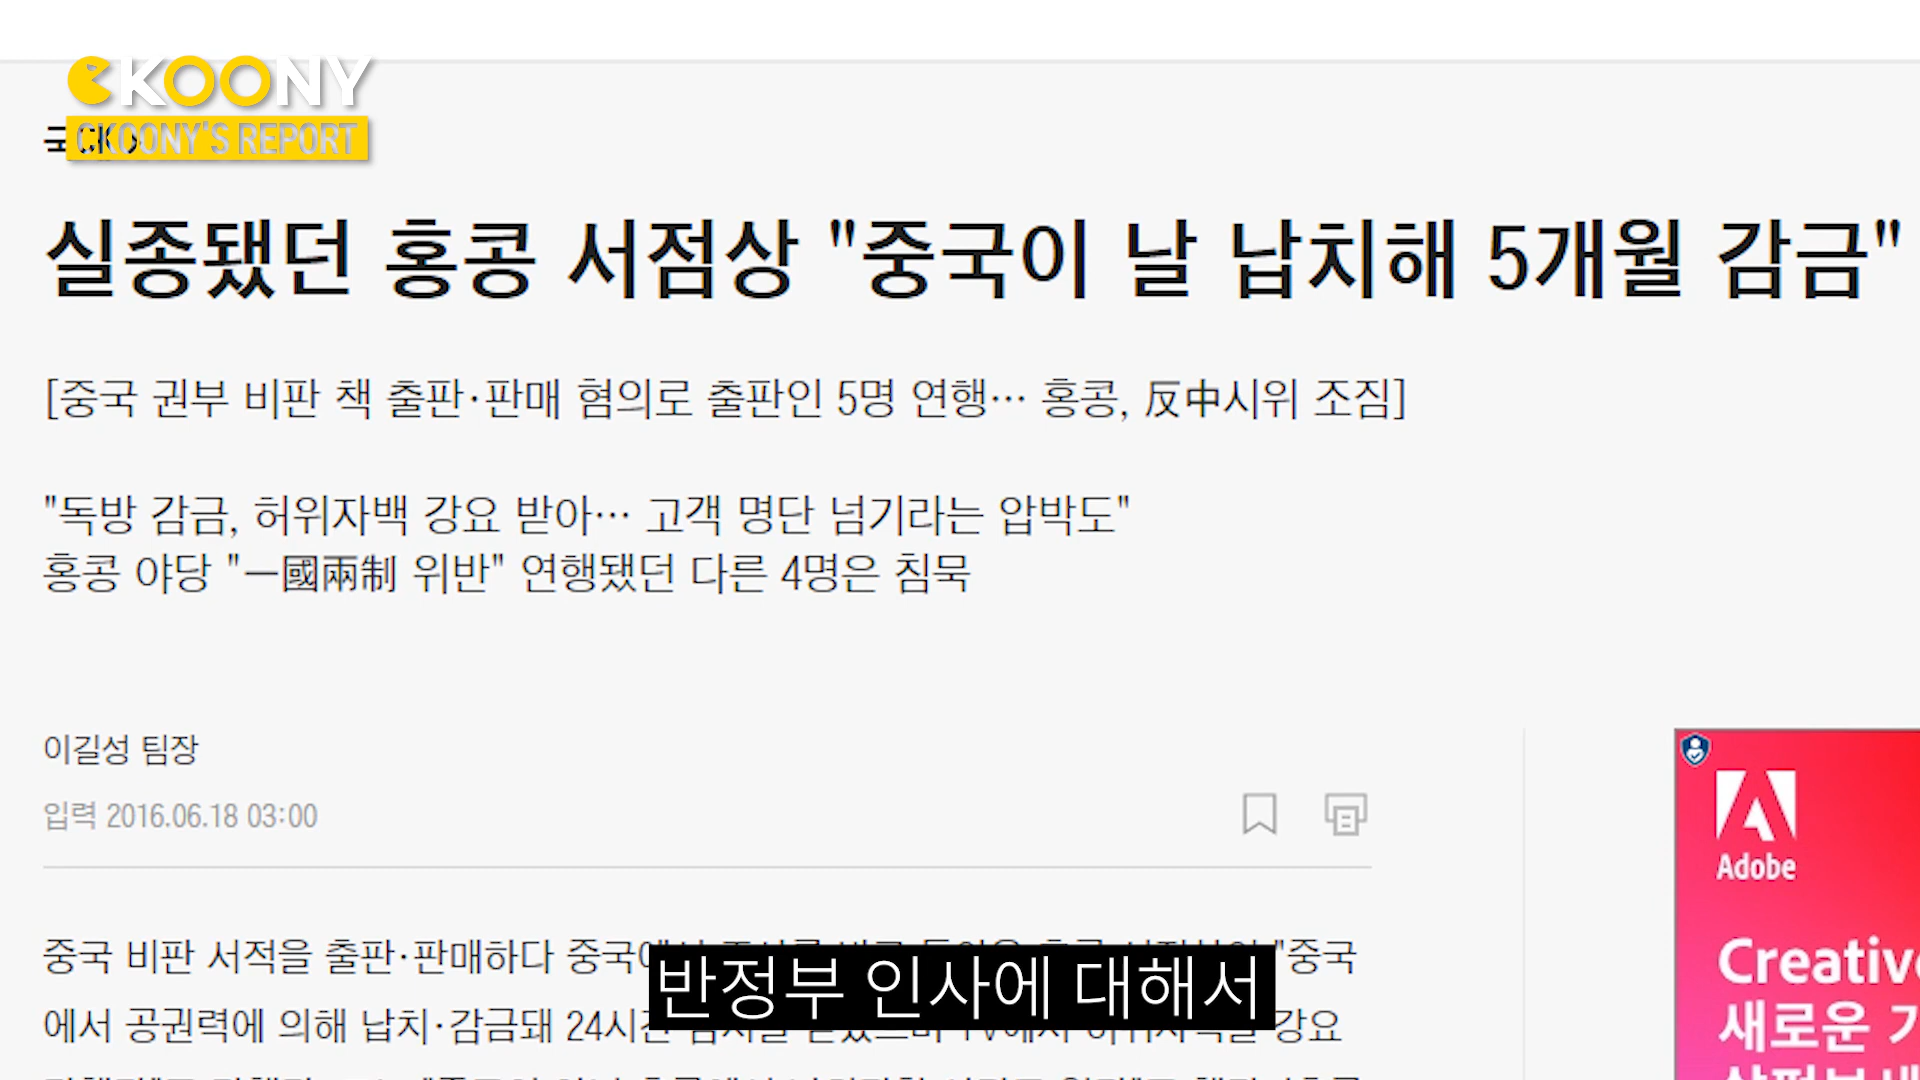 KOONY
CKOONY'S REPORT
실종됐던 홍콩 서점상 "중국이 날 납치해 5개월 감금"
[중국 권부 비판 책 출판·판매 혐의로 출판인 5명 연행… 홍콩, 反中시위 조짐]
"독방 감금, 허위자백 강요 받아… 고객 명단 넘기라는 압박도"
홍콩 야당 "一國兩制 위반" 연행됐던 다른 4명은 침묵
이길성 팀장
입력 2016.06.18 03:00
Adobe
새로운
중국 비판 서적을 출판·판매하다 "중국
에서 공권력에 의해 납치·감금돼 강요
반정부 인사에 대해서